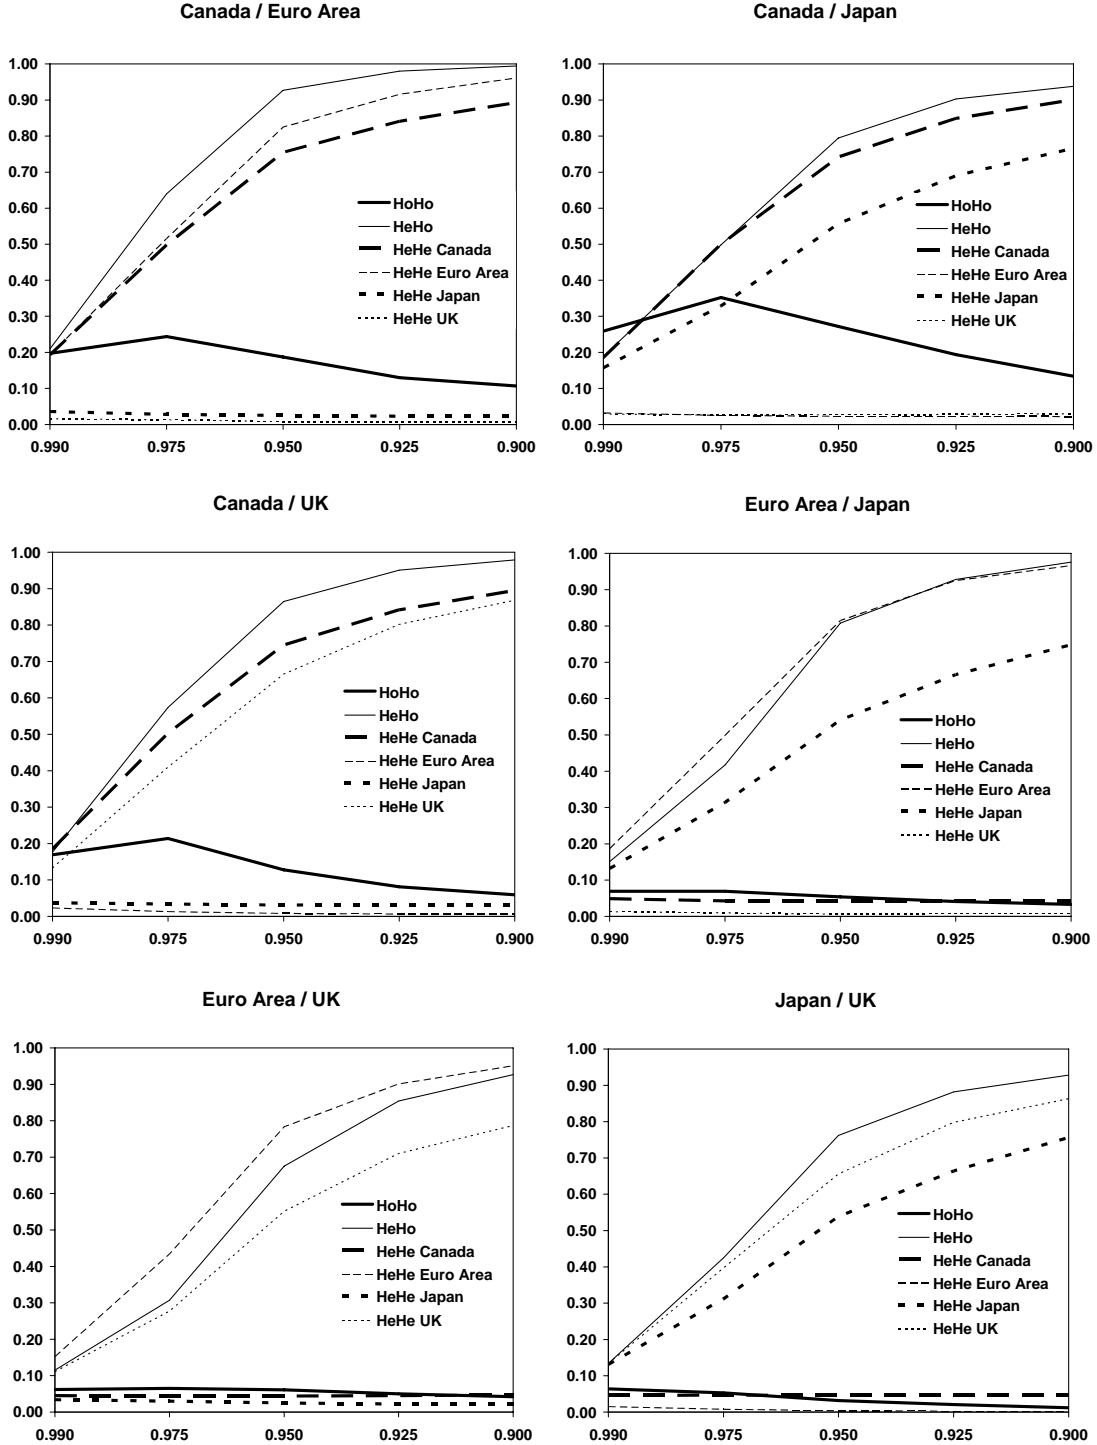 Canada / Euro Area
1.00
0.90
0.80
0.70
0.60
0.50
0.40
0.30
0.20
0.10
0.00
0.990 0.975 0.950 0.925 0.900
HoHo
HeHo
HeHe Canada
HeHe Euro Area
HeHe Japan
HeHe UK
Canada / Japan
1.00
0.90
0.80
0.70
0.60
0.50
0.40
0.30
0.20
0.10
0.00
0.990 0.975 0.950 0.925 0.900
HoHo
HeHo
HeHe Canada
HeHe Euro Area
HeHe Japan
HeHe UK
Canada / UK
1.00
0.90
0.80
0.70
0.60
0.50
0.40
0.30
0.20
0.10
0.00
0.990 0.975 0.950 0.925 0.900
HoHo
HeHo
HeHe Canada
HeHe Euro Area
HeHe Japan
HeHe UK
Euro Area / Japan
1.00
0.90
0.80
0.70
0.60
0.50
0.40
0.30
0.20
0.10
0.00
0.990 0.975 0.950 0.925 0.900
HoHo
HeHo
HeHe Canada
HeHe Euro Area
HeHe Japan
HeHe UK
Euro Area / UK
1.00
0.90
0.80
0.70
0.60
0.50
0.40
0.30
0.20
0.10
0.00
0.990 0.975 0.950 0.925 0.900
HoHo
HeHo
HeHe Canada
HeHe Euro Area
HeHe Japan
HeHe UK
Japan / UK
1.00
0.90
0.80
0.70
0.60
0.50
0.40
0.30
0.20
0.10
0.00
0.990 0.975 0.950 0.925 0.900
HoHo
HeHo
HeHe Canada
HeHe Euro Area
HeHe Japan
HeHe UK